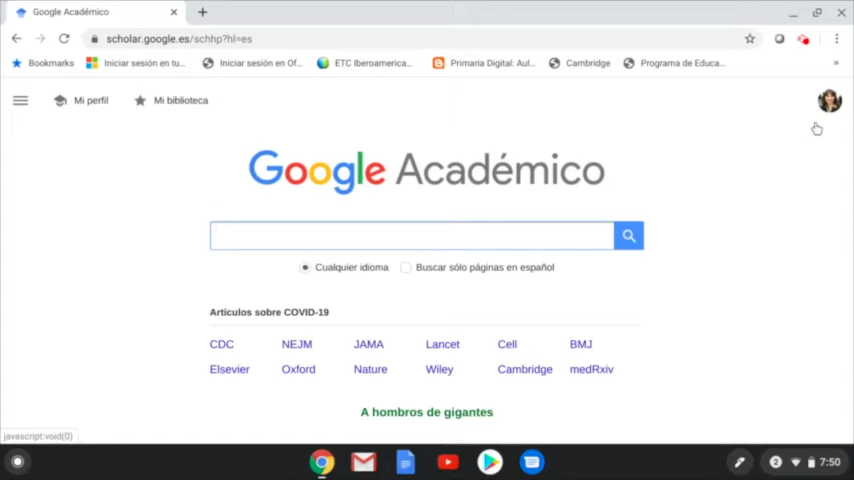 Google Académico
scholar.google.es/schhp?hl=es
Bookmarks Iniciar sesión en tu... Iniciar sesión en Of... ETC Iberoamerica... Primaria Digital: Aul... Cambridge Programa de Educa... »
Mi perfil Mi biblioteca
Google Académico
Cualquier idioma Buscar sólo páginas en español
Artículos sobre COVID-19
CDC NEJM JAMA Lancet Cell BMJ
Elsevier Oxford Nature Wiley Cambridge medRxiv
A hombros de gigantes
javascript:void(0)
2 7:50